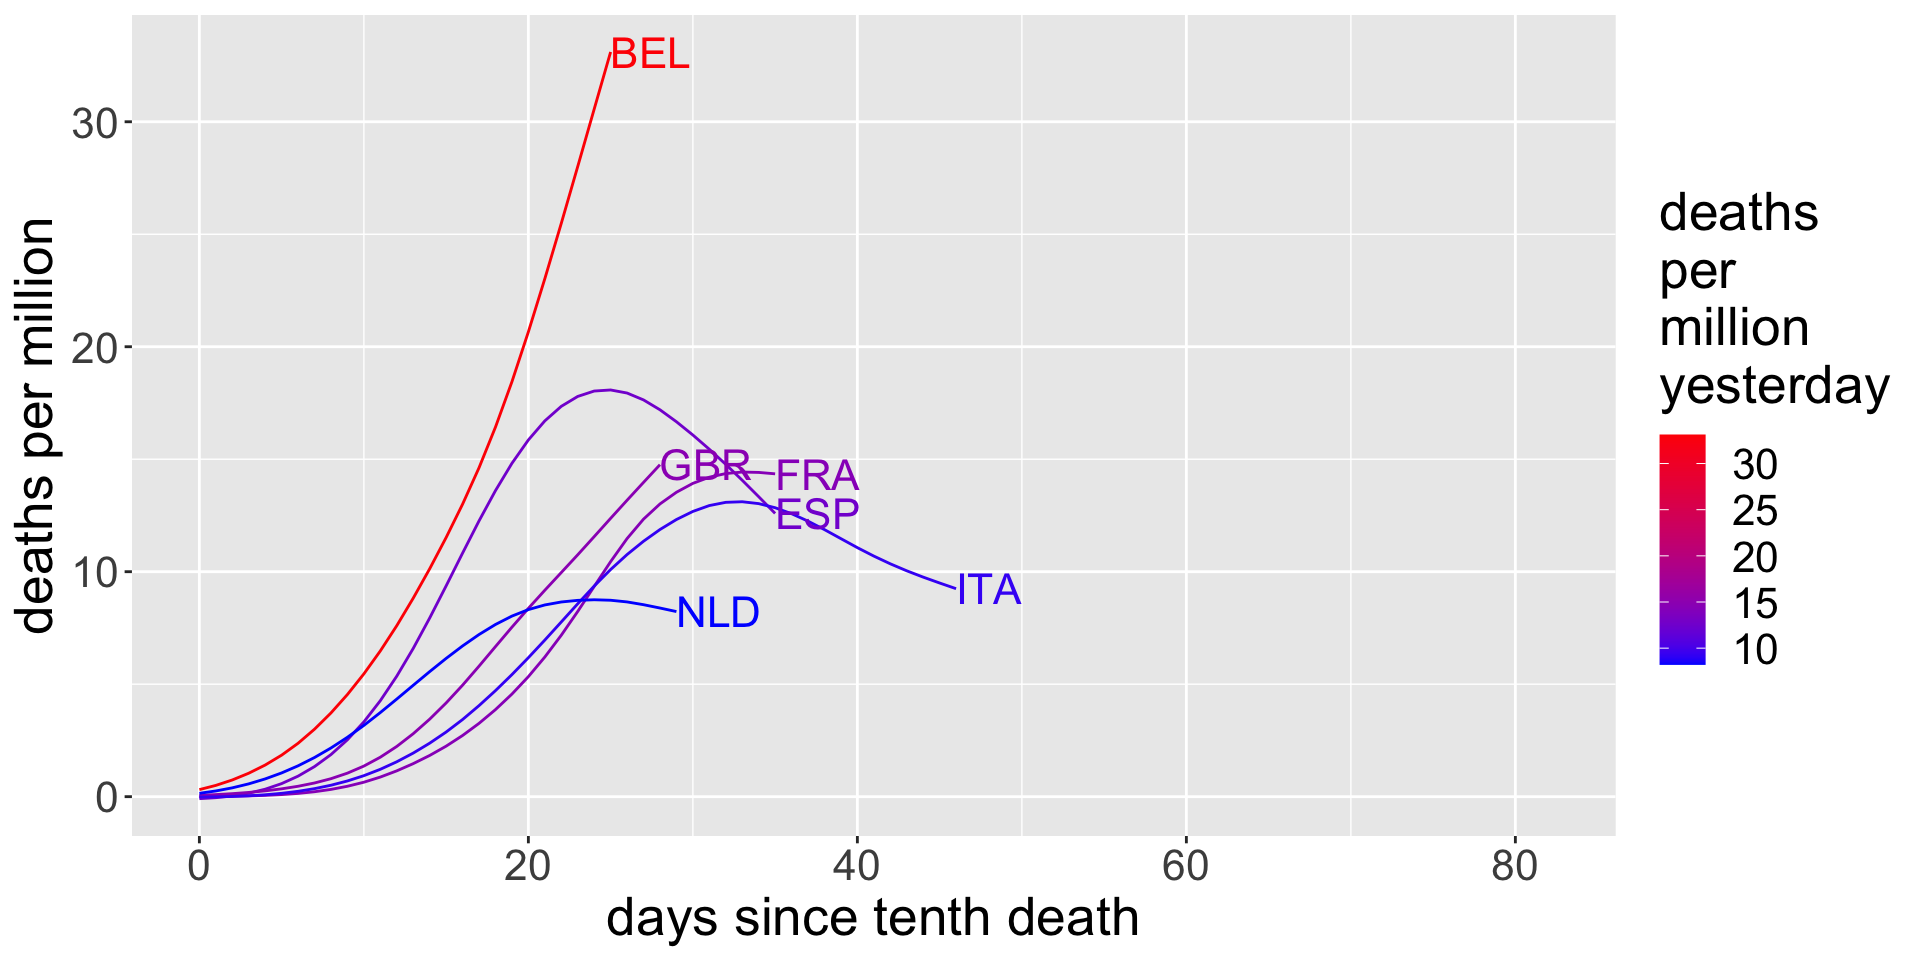 deaths per million
30
20
10
0
BEL
GBR
FRA
ESP
ITA
NLD
0 20 40 60 80
days since tenth death
deaths
per
million
yesterday
30
25
20
15
10